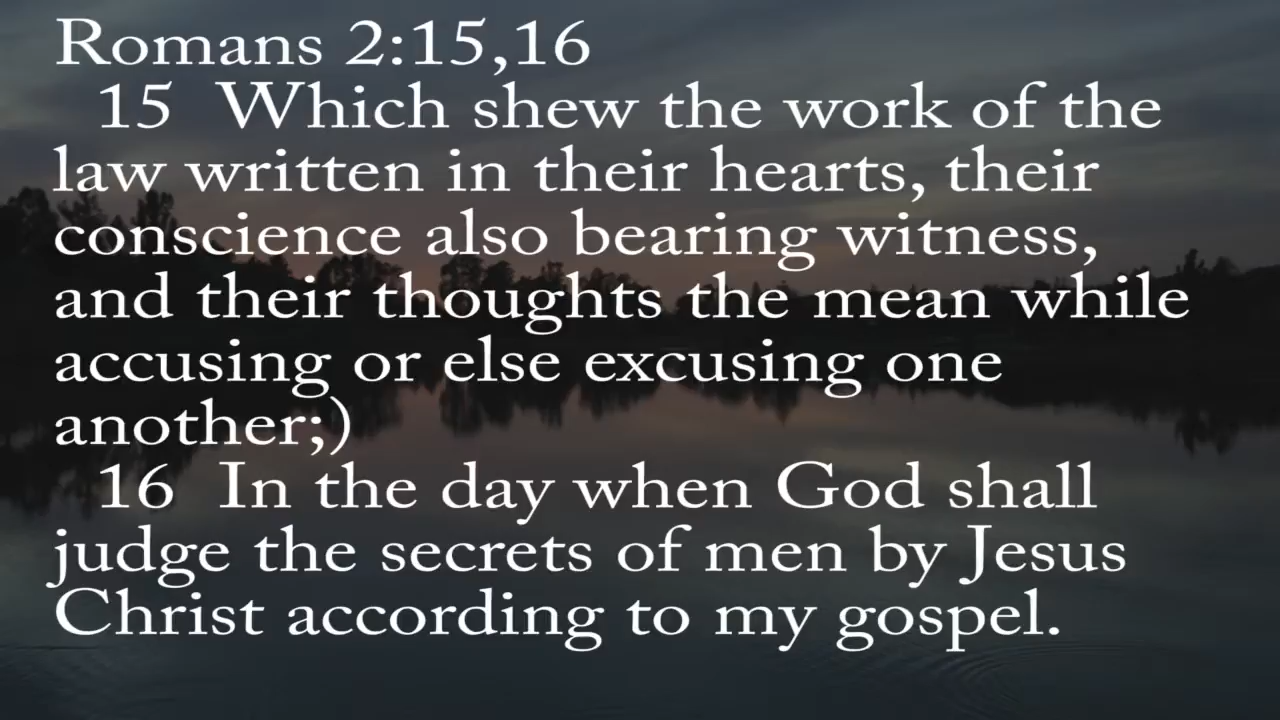 Romans 2:15,16
15 Which shew the work of the
law written in their hearts, their
conscience also bearing witness,
and their thoughts the mean while
accusing or else excusing one
another;)
16 In the day when God shall
judge the secrets of men by Jesus
Christ according to my gospel.